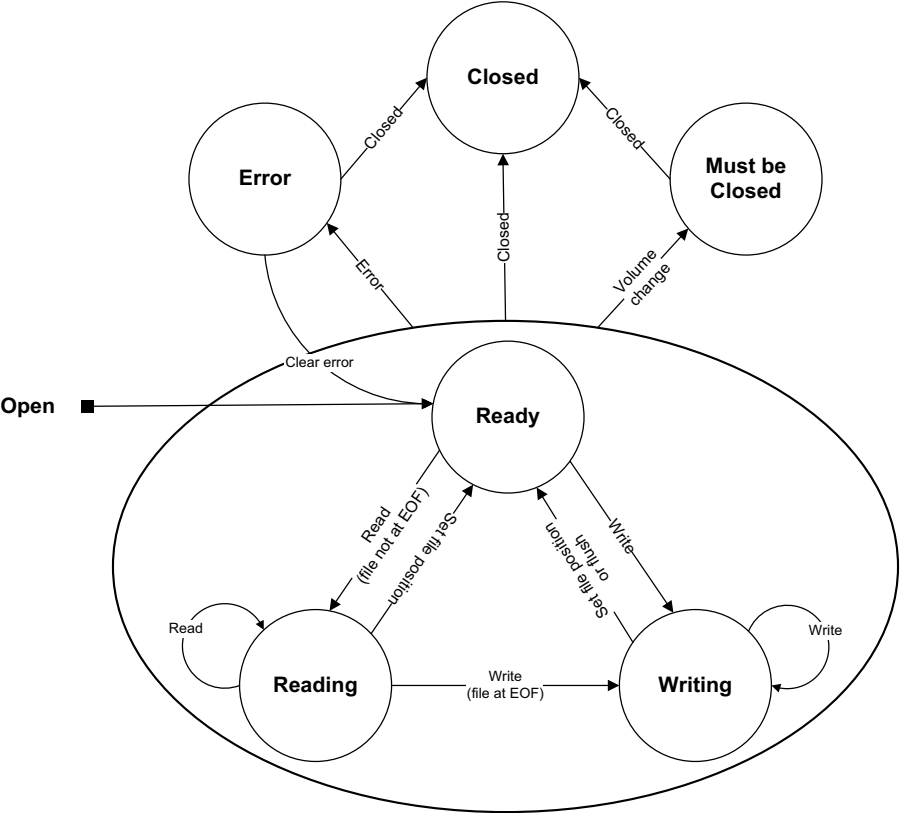 Closed
Closed
Closed
Error
Must be
Closed
Closed
Error
Volume
change
Clear error
Open
Ready
Read
(file not at EOF)
Set file position
Set file position
or flush
Write
Read
Write
Reading
Write
(file at EOF)
Writing